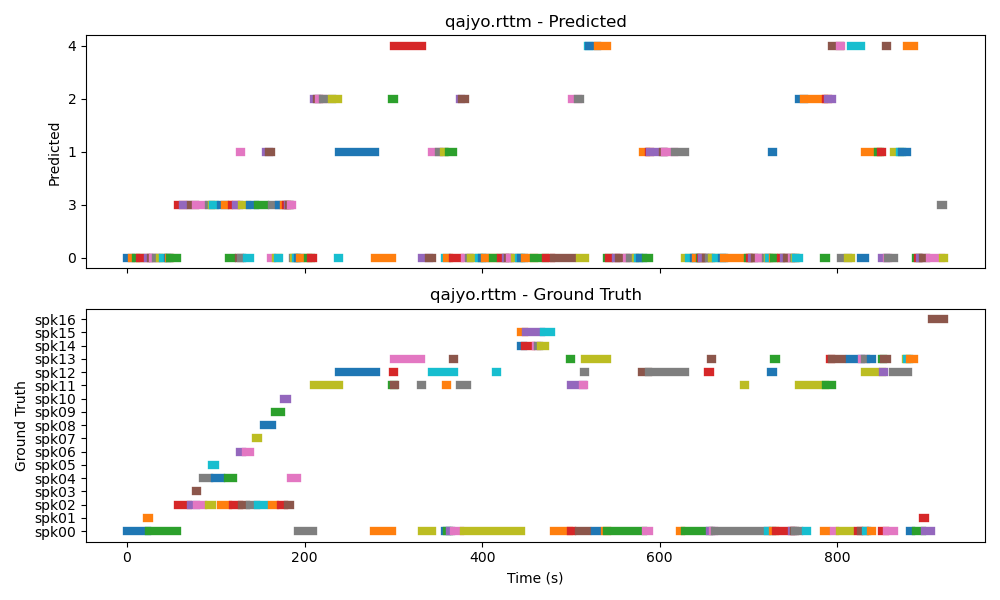 qajyo.rttm - Predicted
4
2
1
3
0
Predicted
qajyo.rttm - Ground Truth
spk16
spk15
spk14
spk13
spk12
spk11
spk10
spk09
spk08
spk07
spk06
spk05
spk04
spk03
spk02
spk01
spk00
Ground Truth
0
200
400
600
800
Time (s)